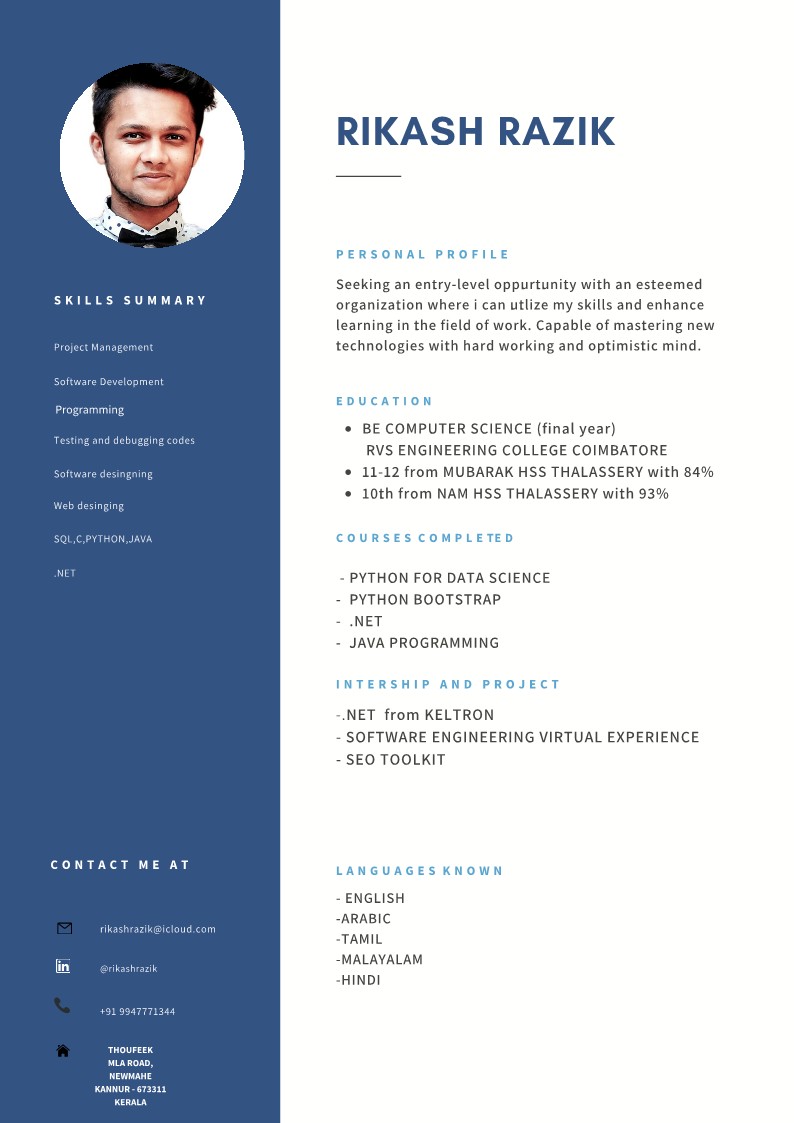 RIKASH RAZIK
PERSONAL PROFILE
Seeking an entry-level oppurtunity with an esteemed
organization where i can utlize my skills and enhance
learning in the field of work. Capable of mastering new
technologies with hard working and optimistic mind.
EDUCATION
• BE COMPUTER SCIENCE (final year)
RVS ENGINEERING COLLEGE COIMBATORE
• 11-12 from MUBARAK HSS THALASSERY with 84%
• 10th from NAM HSS THALASSERY with 93%
COURSES COMPLETED
- PYTHON FOR DATA SCIENCE
- PYTHON BOOTSTRAP
- .NET
- JAVA PROGRAMMING
INTERSHIP AND PROJECT
-.NET from KELTRON
- SOFTWARE ENGINEERING VIRTUAL EXPERIENCE
- SEO TOOLKIT
LANGUAGES KNOWN
- ENGLISH
-ARABIC
-TAMIL
-MALAYALAM
-HINDI
SKILLS SUMMARY
Project Management
Software Development
Programming
Testing and debugging codes
Software desingning
Web desinging
SQL,C,PYTHON,JAVA
.NET
CONTACT ME AT
rikashrazik@icloud.com
in
@rikashrazik
+91 9947771344
THOUFEEK
MLA ROAD,
NEWMAHE
KANNUR - 673311
KERALA